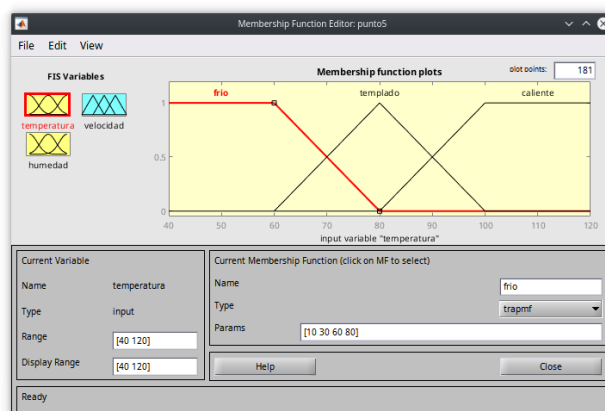 Membership Function Editor: punto5
File Edit View
FIS Variables
temperatura
velocidad
humedad
Membership function plots
plot points:
181
frio
templado
caliente
1
0.5
0
40 50 60 70 80 90 100 110 120
input variable "temperatura"
Current Variable
Name temperatura
Type input
Range [40 120]
Display Range [40 120]
Current Membership Function (click on MF to select)
Name frio
Type trapmf
Params [10 30 60 80]
Help Close
Ready